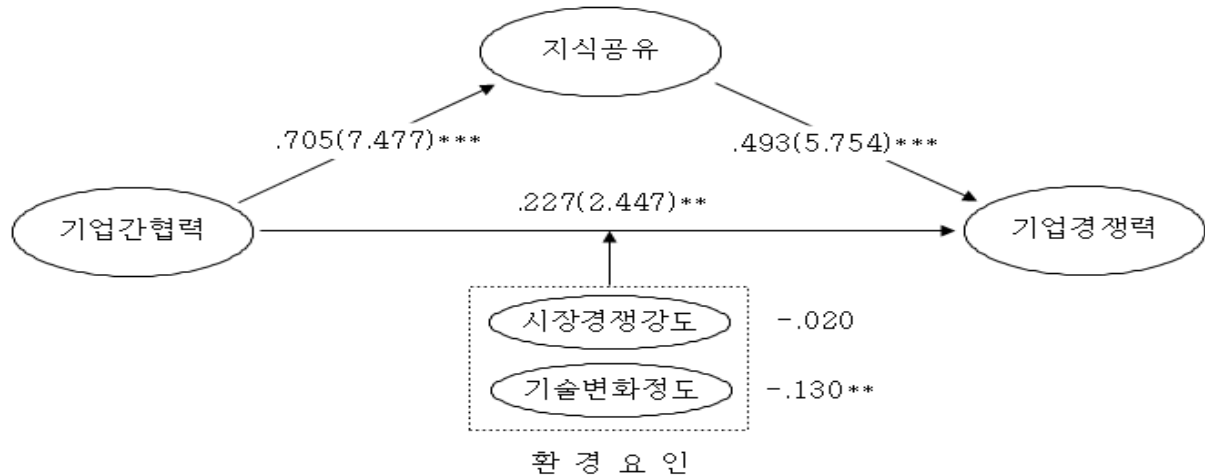 지식공유
.705(7.477)***
.493(5.754)***
.227(2.447)**
기업간협력
기업경쟁력
시장경쟁강도
-.020
기술변화정도
-.130**
환 경 요 인